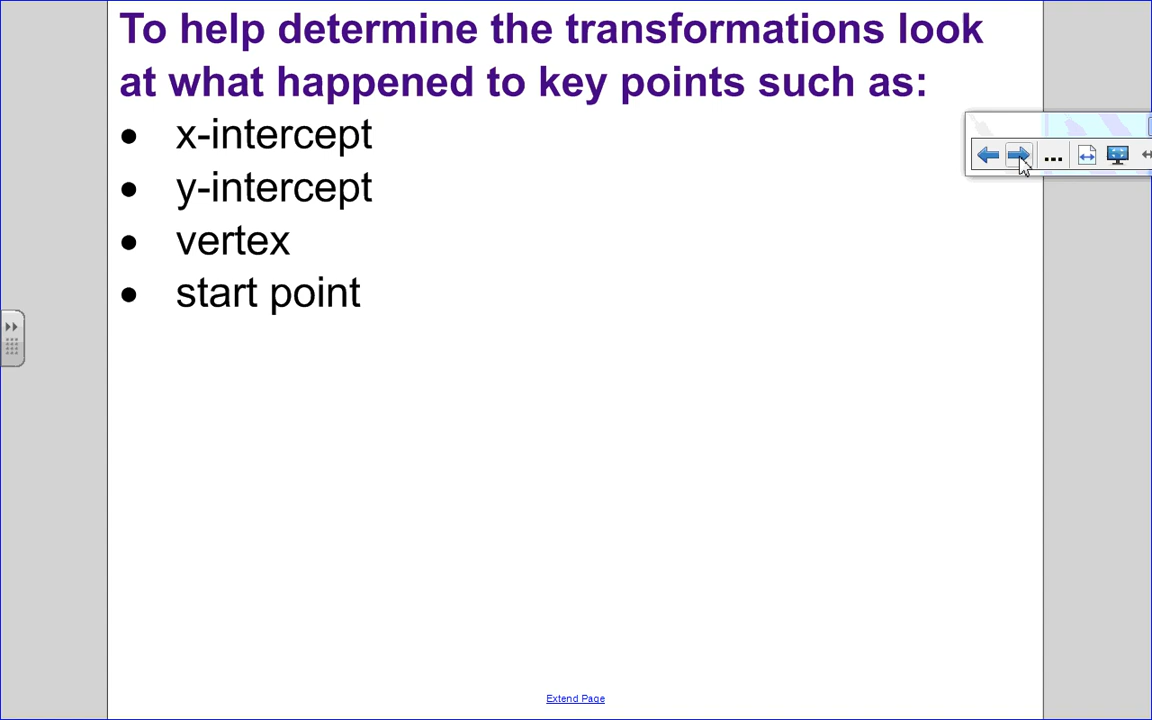 To help determine the transformations look
at what happened to key points such as:
• x-intercept
• y-intercept
• vertex
• start point
...
Extend Page